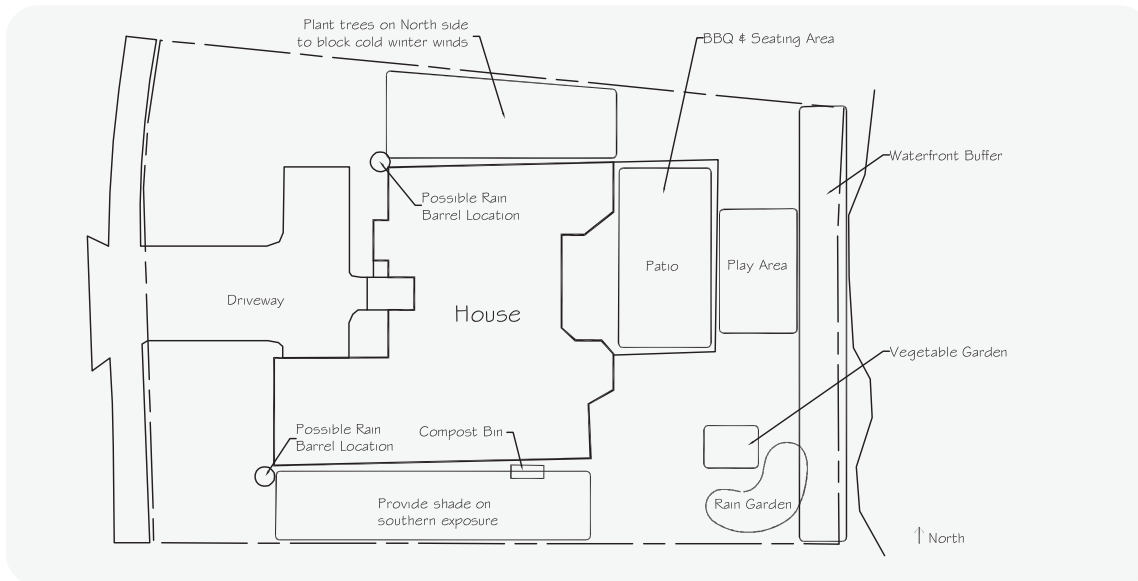 Plant trees on North side
to block cold winter winds
BBQ & Seating Area
Waterfront Buffer
Possible Rain
Barrel Location
Patio
Play Area
Driveway
House
Vegetable Garden
Possible Rain
Barrel Location
Compost Bin
Provide shade on
southern exposure
Rain Garden
North